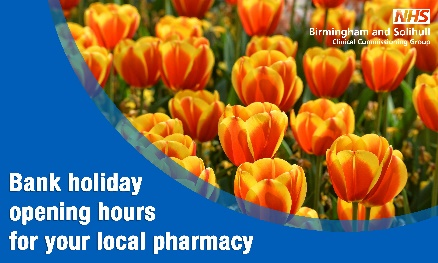 NHS
Birmingham and Solihull
Clinical Commissioning Group
Bank holiday
opening hours
for your local pharmacy